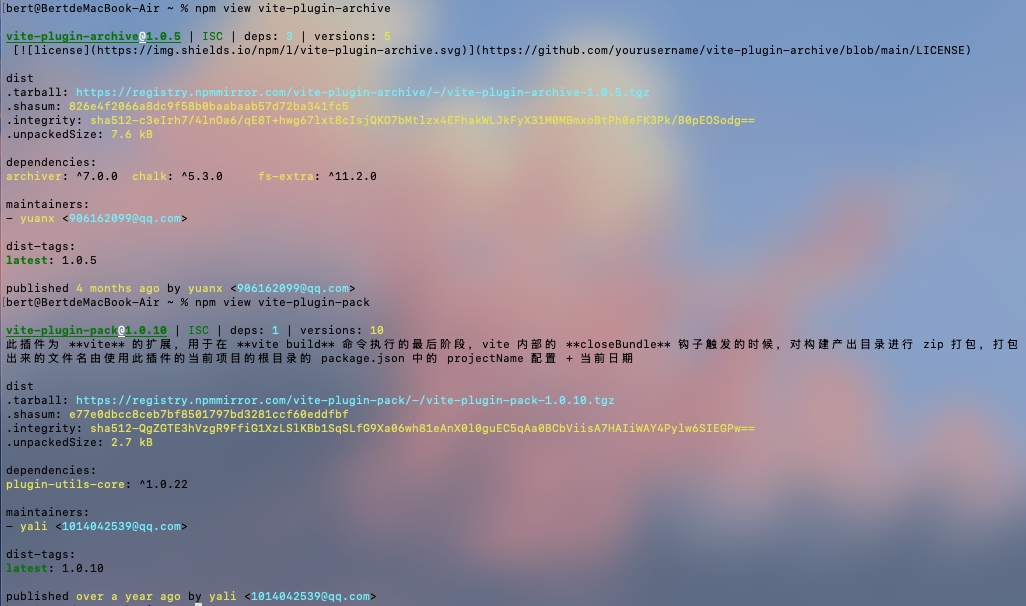 bert@BertdeMacBook-Air ~ % npm view vite-plugin-archive
vite-plugin-archive@1.0.5 | ISC | deps: 3 | versions: 5
[![license](https://img.shields.io/npm/l/vite-plugin-archive.svg)](https://github.com/yourusername/vite-plugin-archive/blob/main/LICENSE)
dist
.tarball: https://registry.npmmirror.com/vite-plugin-archive/-/vite-plugin-archive-1.0.5.tgz
.shasum: 826e4f2066a8dc9f58b0baabaab57d72ba341fc5
.integrity: sha512-c3eIrh7/4lnOa6/qE8T+hwg67lxt8cIsjQKO7bMtlzx4EFhakWLJkFyX31M0MBmxoBtPh0eFK3Pk/B0pEOSodg==
.unpackedSize: 7.6 kB
dependencies:
archiver: ^7.0.0 chalk: ^5.3.0 fs-extra: ^11.2.0
maintainers:
- yuanx <906162099@qq.com>
dist-tags:
latest: 1.0.5
published 4 months ago by yuanx <906162099@qq.com>
bert@BertdeMacBook-Air ~ % npm view vite-plugin-pack
vite-plugin-pack@1.0.10 | ISC | deps: 1 | versions: 10
此插件为 **vite** 的扩展, 用于在 **vite build** 命令执行的最后阶段, vite 内部的 **closeBundle** 钩子触发的时候, 对构建产出目录进行 zip 打包, 打包
出来的文件名由使用此插件的当前项目的根目录的 package.json 中的 projectName 配置 + 当前日期
dist
.tarball: https://registry.npmmirror.com/vite-plugin-pack/-/vite-plugin-pack-1.0.10.tgz
.shasum: e77e0dbcc8ceb7bf8501797bd3281ccf60eddfbf
.integrity: sha512-QgZGTE3hVzgR9FfiG1XzLSlKBb1SqSLfG9Xa06wh81eAnX0l0guEC5qAa0BCbViisA7HAIiWAY4Pylw6SIEGPw==
.unpackedSize: 2.7 kB
dependencies:
plugin-utils-core: ^1.0.22
maintainers:
- yali <1014042539@qq.com>
dist-tags:
latest: 1.0.10
published over a year ago by yali <1014042539@qq.com>